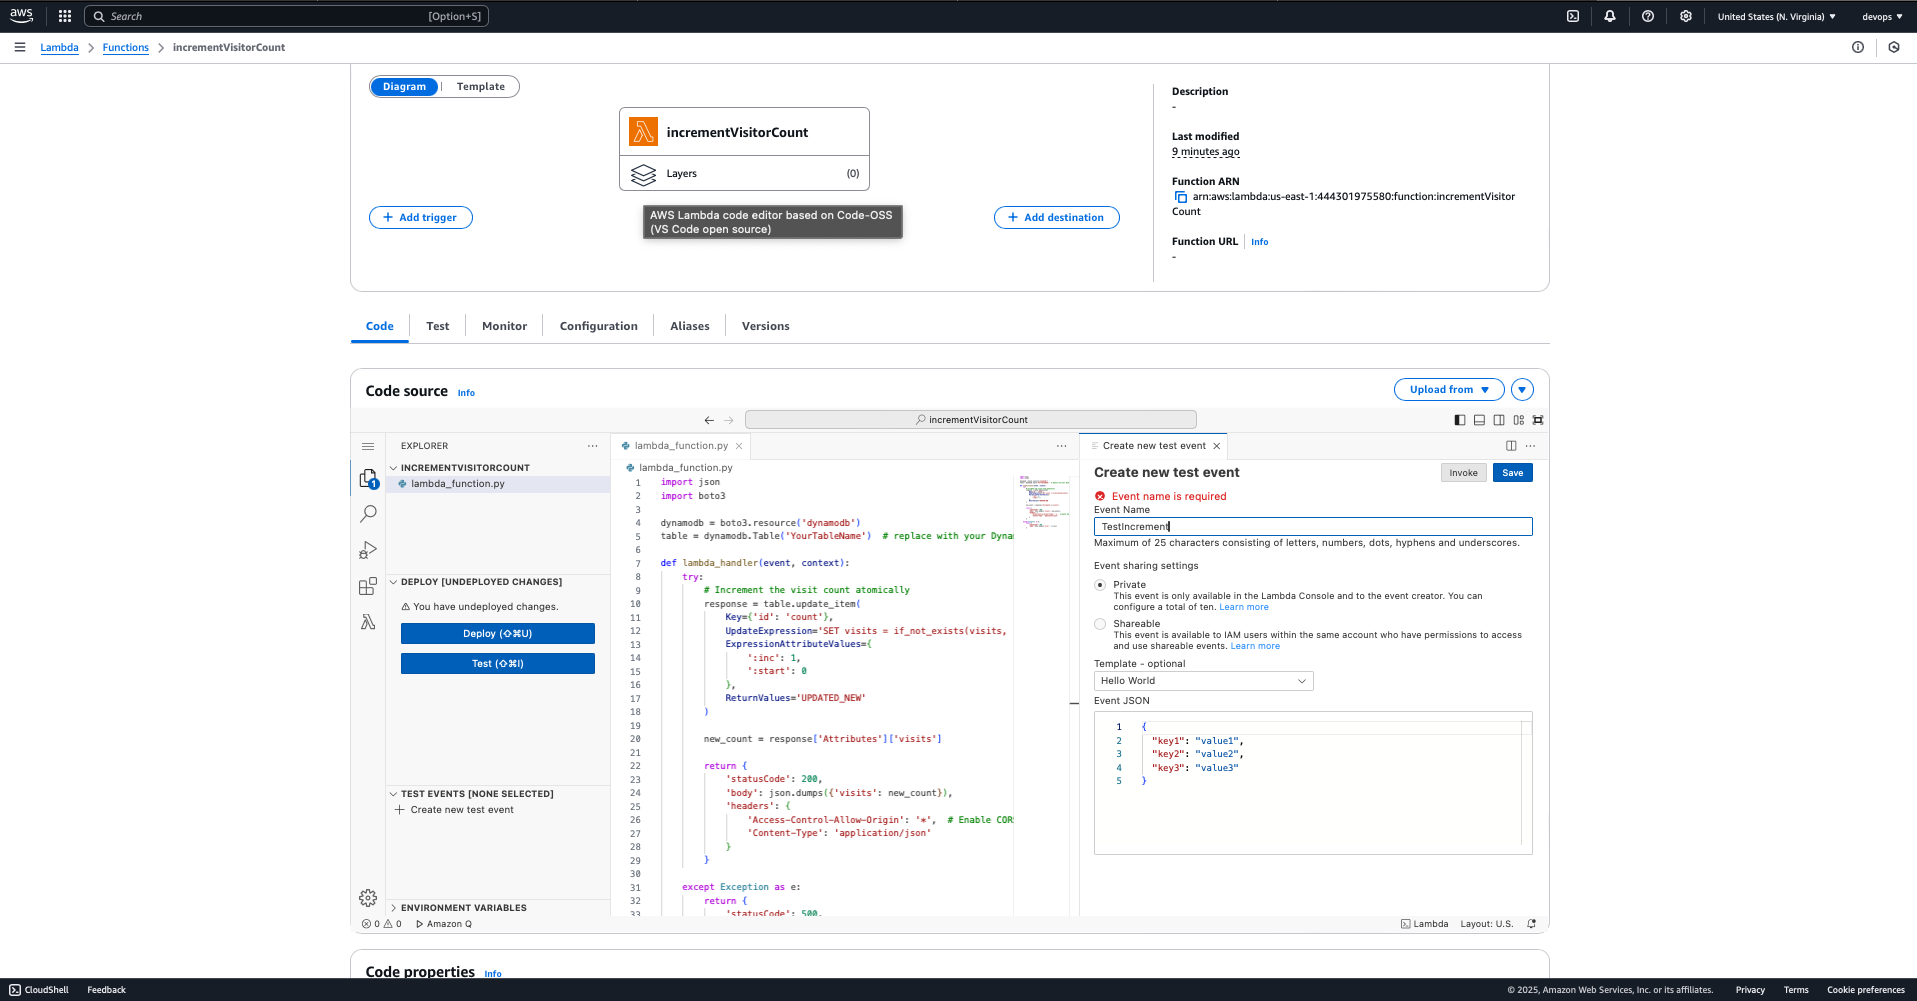 aws
Search
[Option+S]
United States (N. Virginia)
devops
Lambda
Functions
incrementVisitorCount
Diagram
Template
incrementVisitorCount
Layers
(0)
Add trigger
AWS Lambda code editor based on Code-OSS
(VS Code open source)
Add destination
Description
-
Last modified
9 minutes ago
Function ARN
arn:aws:lambda:us-east-1:444301975580:function:incrementVisitor
Count
Function URL
Info
-
Code
Test
Monitor
Configuration
Aliases
Versions
Code source
Info
Upload from
incrementVisitorCount
EXPLORER
INCREMENTVISITORCOUNT
lambda_function.py
1
DEPLOY [UNDEPLOYED CHANGES]
You have undeployed changes.
Deploy (⇧⌘U)
Test (⇧⌘I)
TEST EVENTS [NONE SELECTED]
Create new test event
ENVIRONMENT VARIABLES
lambda_function.py
lambda_function.py
1 import json
2 import boto3
3
4 dynamodb = boto3.resource('dynamodb')
5 table = dynamodb.Table('YourTableName')  # replace with your Dyna
6
7 def lambda_handler(event, context):
8     try:
9         # Increment the visit count atomically
10         response = table.update_item(
11             Key={'id': 'count'},
12             UpdateExpression='SET visits = if_not_exists(visits,
13             ExpressionAttributeValues={
14                 ':inc': 1,
15                 ':start': 0
16             },
17             ReturnValues='UPDATED_NEW'
18         )
19
20         new_count = response['Attributes']['visits']
21
22         return {
23             'statusCode': 200,
24             'body': json.dumps({'visits': new_count}),
25             'headers': {
26                 'Access-Control-Allow-Origin': '*',  # Enable COR
27                 'Content-Type': 'application/json'
28             }
29         }
30
31     except Exception as e:
32         return {
33             'statusCode': 500,
Create new test event
Create new test event
Invoke
Save
Event name is required
Event Name
TestIncrement
Maximum of 25 characters consisting of letters, numbers, dots, hyphens and underscores.
Event sharing settings
Private
This event is only available in the Lambda Console and to the event creator. You can
configure a total of ten. Learn more
Shareable
This event is available to IAM users within the same account who have permissions to access
and use shareable events. Learn more
Template - optional
Hello World
Event JSON
1 {
2   "key1": "value1",
3   "key2": "value2",
4   "key3": "value3"
5 }
0
0
Amazon Q
Lambda
Layout: U.S.
Code properties
Info
CloudShell
Feedback
© 2025, Amazon Web Services, Inc. or its affiliates.
Privacy
Terms
Cookie preferences